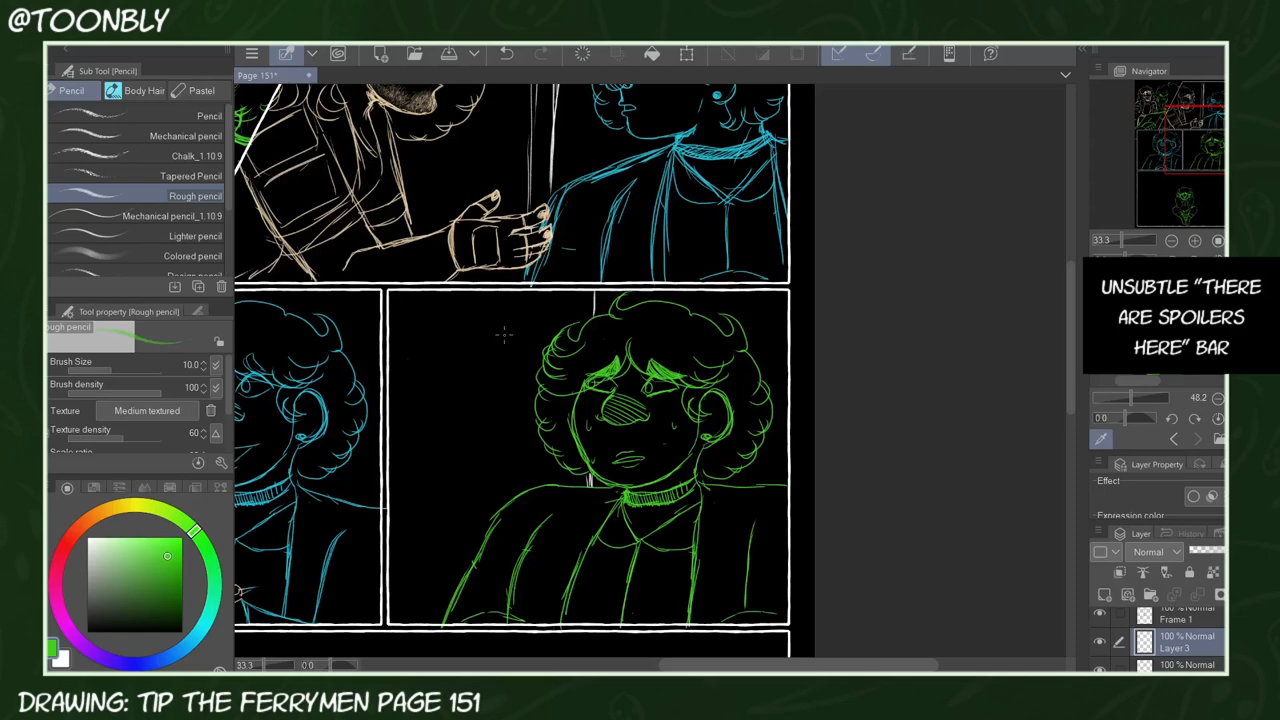 @TOONBLY
Sub Tool [Pencil]
Pencil
Body Hair
Pastel
Pencil
Mechanical pencil
Chalk_1.10.9
Tapered Pencil
Rough pencil
Mechanical pencil_1.10.9
Lighter pencil
Colored pencil
Tool property [Rough pencil]
ough pencil
Brush Size
10.0
Brush density
100
Texture
Medium textured
Texture density
60
Page 151*
33.3
0.0
Navigator
33.3
UNSUBTLE "THERE
ARE SPOILERS
HERE" BAR
48.2
0.0
Layer Property
Effect
Expression color
Layer
History
Normal
100 % Normal
Frame 1
100 % Normal
Layer 3
100 % Normal
DRAWING: TIP THE FERRYMEN PAGE 151